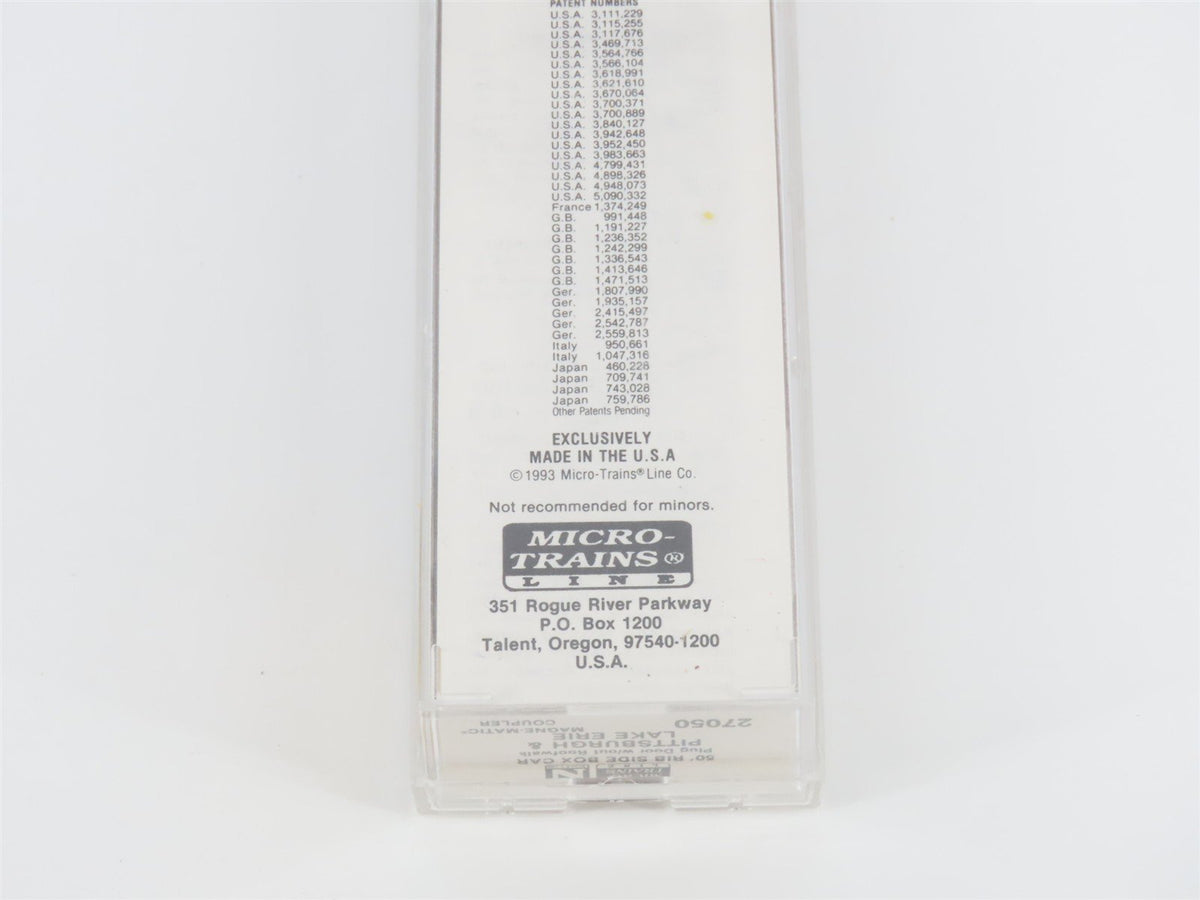 PATENT NUMBERS
U.S.A. 3,111,229
U.S.A. 3,115,255
U.S.A. 3,117,676
U.S.A. 3,469,713
U.S.A. 3,564,766
U.S.A. 3,566,104
U.S.A. 3,618,991
U.S.A. 3,621,610
U.S.A. 3,670,064
U.S.A. 3,700,371
U.S.A. 3,700,889
U.S.A. 3,840,127
U.S.A. 3,942,648
U.S.A. 3,952,450
U.S.A. 3,983,663
U.S.A. 4,799,431
U.S.A. 4,898,326
U.S.A. 4,948,073
U.S.A. 5,090,332
France 1,374,249
G.B. 991,448
G.B. 1,191,227
G.B. 1,236,352
G.B. 1,242,299
G.B. 1,336,543
G.B. 1,413,646
G.B. 1,471,513
Ger. 1,807,990
Ger. 1,935,157
Ger. 2,415,497
Ger. 2,542,787
Ger. 2,559,813
Italy 950,661
Italy 1,047,316
Japan 460,228
Japan 709,741
Japan 743,028
Japan 759,786
Other Patents Pending
EXCLUSIVELY
MADE IN THE U.S.A
©1993 Micro-Trains® Line Co.
Not recommended for minors.
MICRO-
TRAINS®
LINE
351 Rogue River Parkway
P.O. Box 1200
Talent, Oregon, 97540-1200
U.S.A.
MICRO TRAINS LINE N
50' RIB SIDE BOX CAR
Plug Door w/out Roofwalk
PITTSBURGH &
LAKE ERIE
MAGNE-MATIC®
COUPLER
27050